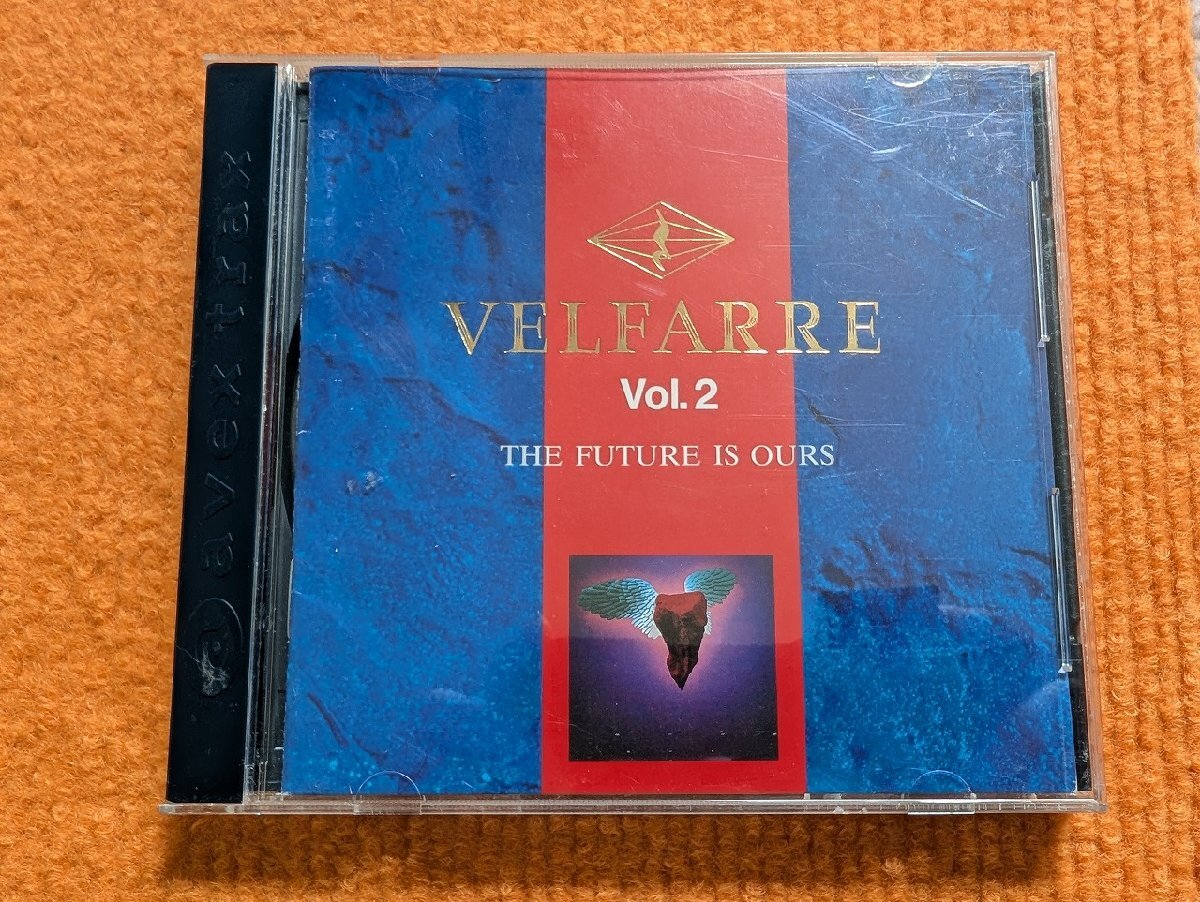 avex trax
VELFARRE
Vol. 2
THE FUTURE IS OURS